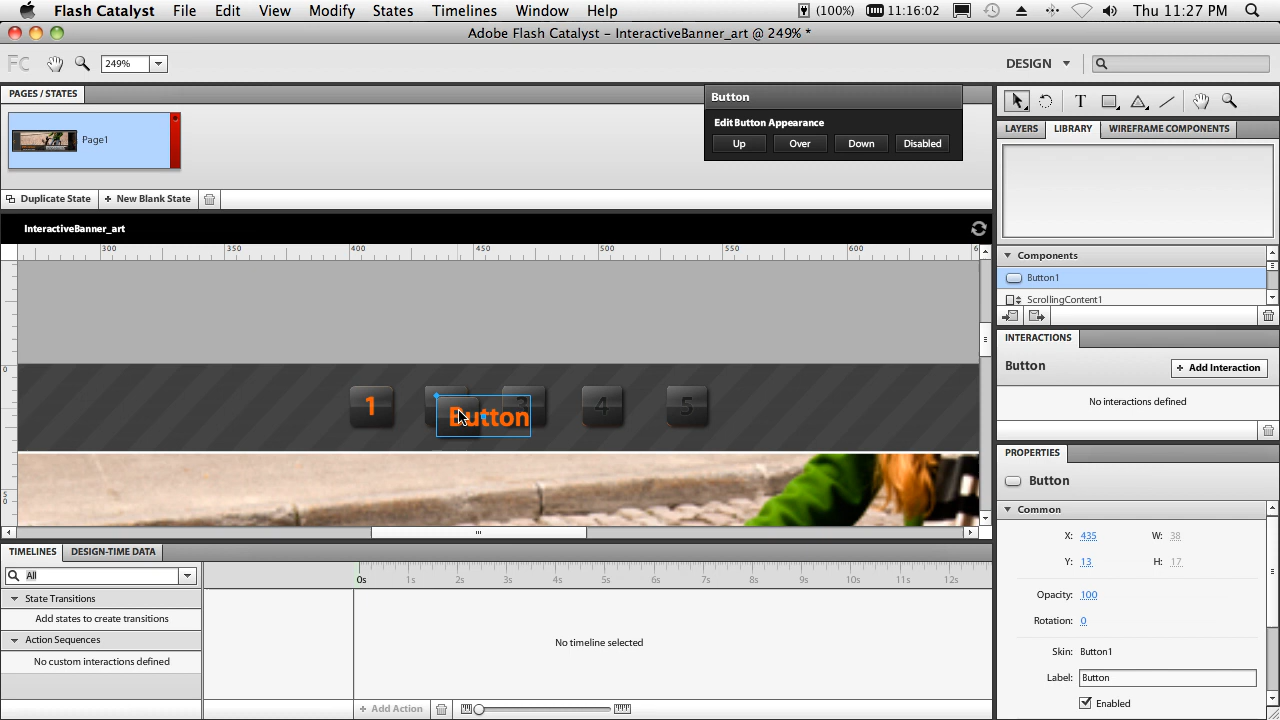 Flash Catalyst File Edit View Modify States Timelines Window Help (100%) 11:16:02 Thu 11:27 PM
Adobe Flash Catalyst – InteractiveBanner_art @ 249% *
FC 249% DESIGN
PAGES / STATES
Page1
Button
Edit Button Appearance
Up Over Down Disabled
Duplicate State + New Blank State
InteractiveBanner_art
300 350 400 450 500 550 600
0
1 3 4 5
Button
5
0
TIMELINES DESIGN-TIME DATA
All
State Transitions
Add states to create transitions
Action Sequences
No custom interactions defined
0s 1s 2s 3s 4s 5s 6s 7s 8s 9s 10s 11s 12s
No timeline selected
+ Add Action
T
LAYERS LIBRARY WIREFRAME COMPONENTS
Components
Button1
ScrollingContent1
INTERACTIONS
Button + Add Interaction
No interactions defined
PROPERTIES
Button
Common
X: 435 W: 38
Y: 13 H: 17
Opacity: 100
Rotation: 0
Skin: Button1
Label: Button
Enabled